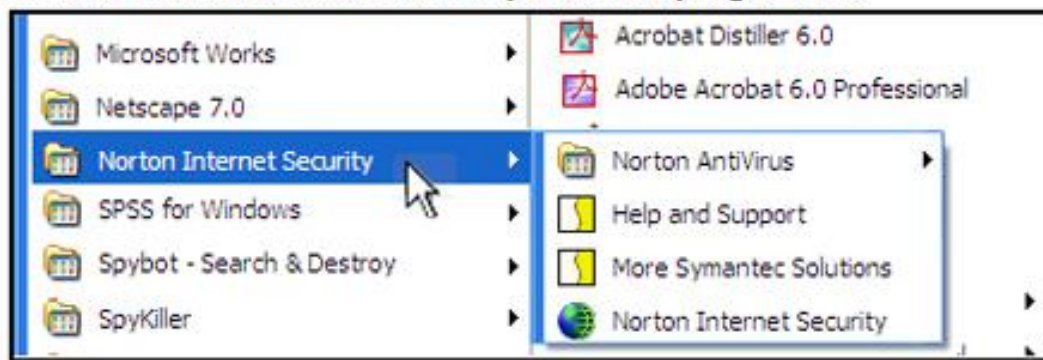 Microsoft Works
Netscape 7.0
Norton Internet Security
SPSS for Windows
Spybot - Search & Destroy
SpyKiller
Acrobat Distiller 6.0
Adobe Acrobat 6.0 Professional
Norton AntiVirus
Help and Support
More Symantec Solutions
Norton Internet Security